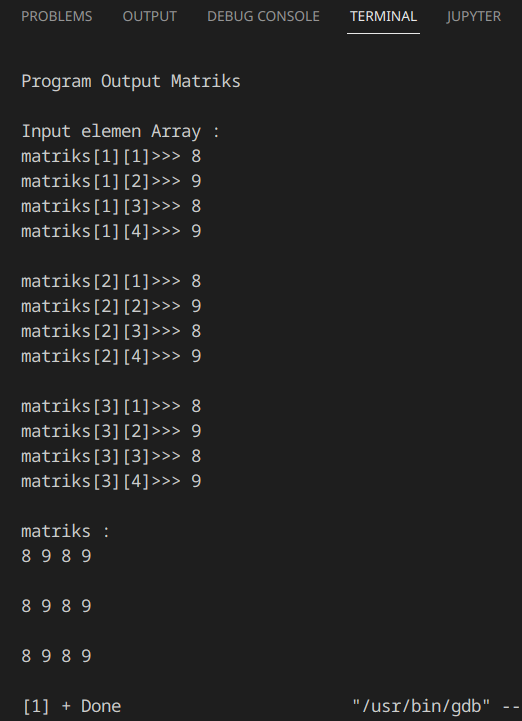 PROBLEMS OUTPUT DEBUG CONSOLE TERMINAL JUPYTER
Program Output Matriks
Input elemen Array :
matriks[1][1]>>> 8
matriks[1][2]>>> 9
matriks[1][3]>>> 8
matriks[1][4]>>> 9
matriks[2][1]>>> 8
matriks[2][2]>>> 9
matriks[2][3]>>> 8
matriks[2][4]>>> 9
matriks[3][1]>>> 8
matriks[3][2]>>> 9
matriks[3][3]>>> 8
matriks[3][4]>>> 9
matriks :
8 9 8 9
8 9 8 9
8 9 8 9
[1] + Done "/usr/bin/gdb" --